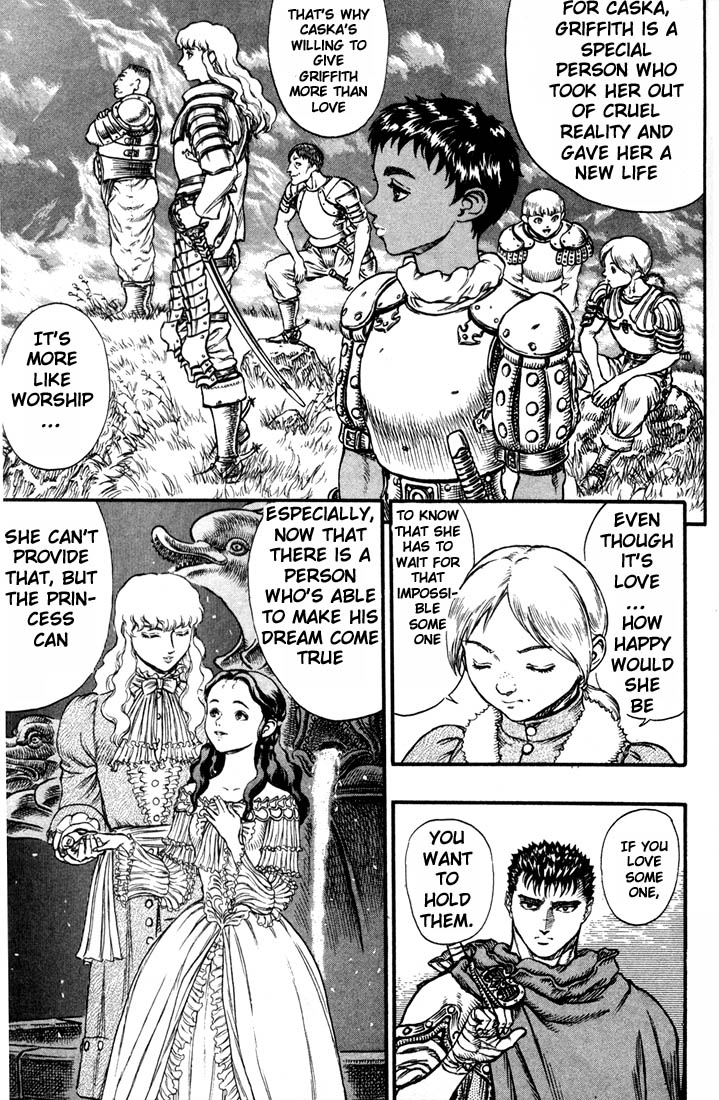 FOR CASKA,
GRIFFITH IS A
SPECIAL
PERSON WHO
TOOK HER OUT
OF CRUEL
REALITY AND
GAVE HER A
NEW LIFE
THAT'S WHY
CASKA'S
WILLING TO
GIVE
GRIFFITH
MORE THAN
LOVE
IT'S
MORE
LIKE
WORSHIP
...
EVEN
THOUGH
IT'S
LOVE
...
HOW
HAPPY
WOULD
SHE
BE
TO KNOW
THAT SHE
HAS TO
WAIT FOR
THAT
IMPOSSI-
BLE
SOME
ONE
ESPECIALLY,
NOW THAT
THERE IS A
PERSON
WHO'S ABLE
TO MAKE HIS
DREAM COME
TRUE
SHE CAN'T
PROVIDE
THAT, BUT
THE PRIN-
CESS
CAN
IF YOU
LOVE
SOME
ONE,
YOU
WANT
TO
HOLD
THEM.